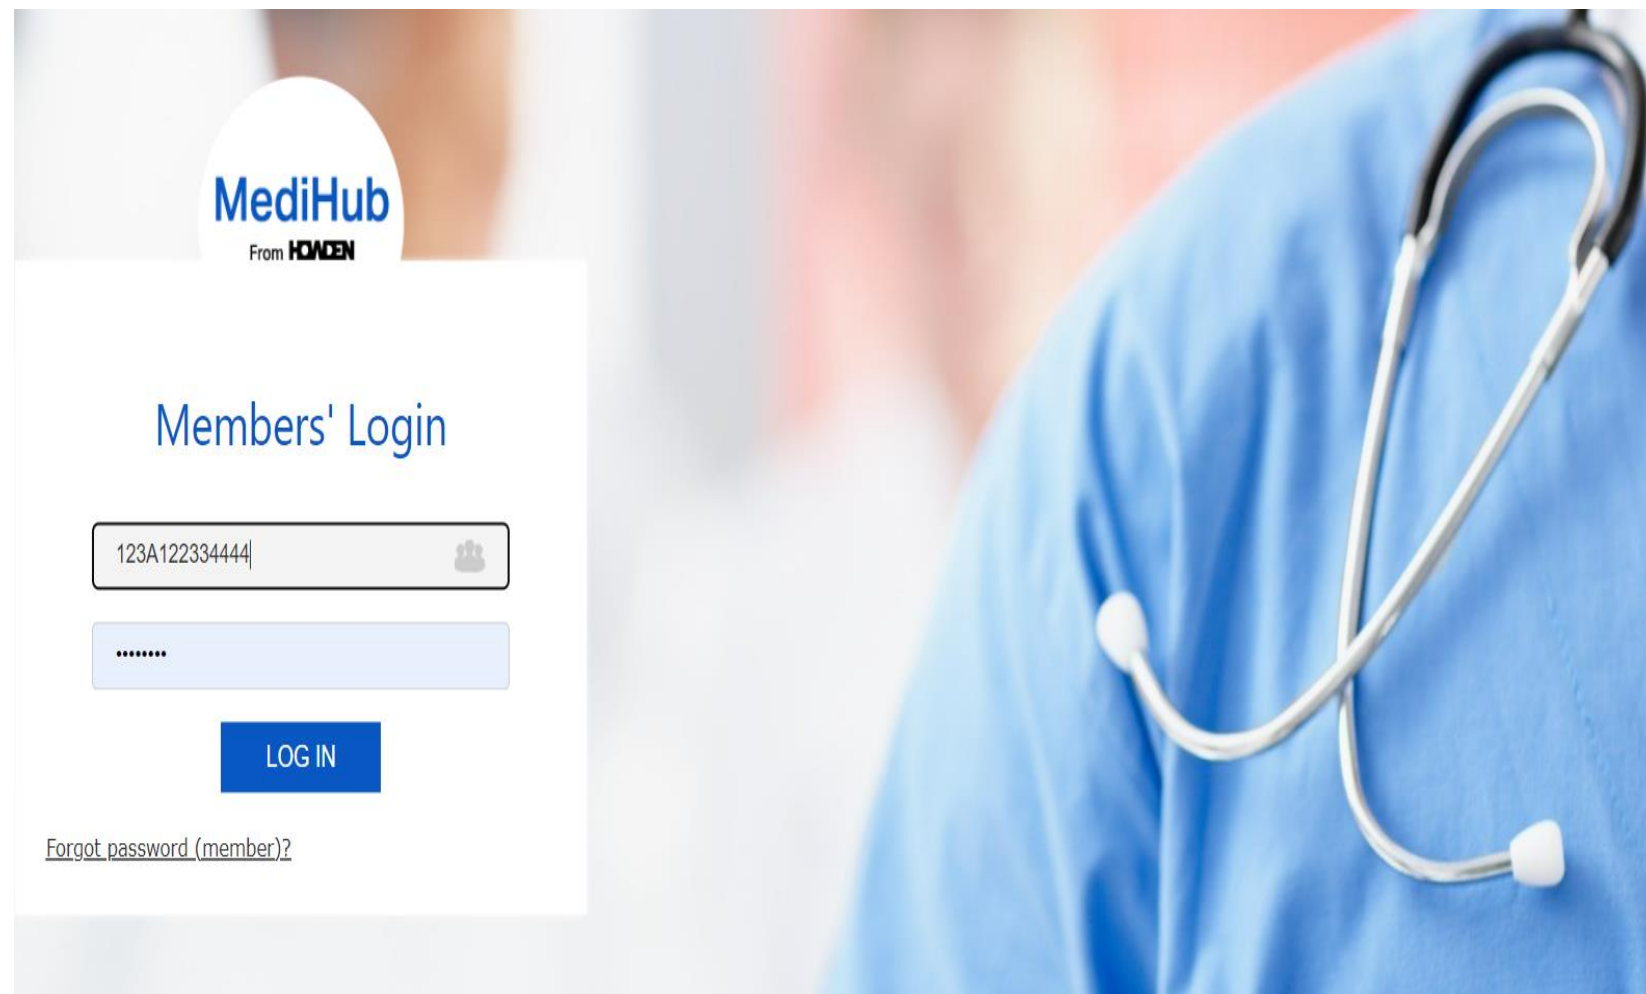 MediHub
From HOWDEN
Members' Login
123A122334444
••••••••
LOG IN
Forgot password (member)?